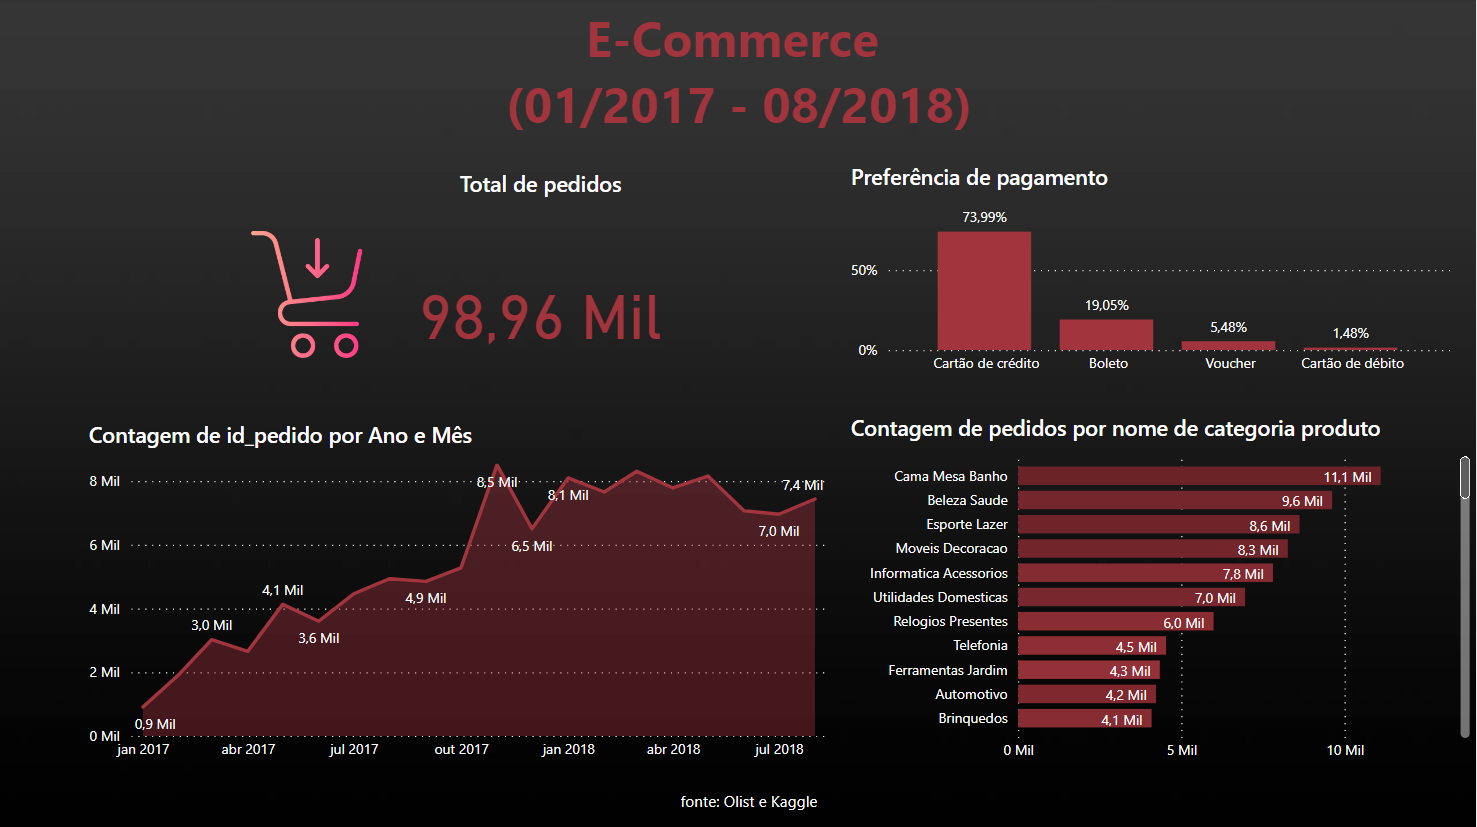 E-Commerce
(01/2017 - 08/2018)
Total de pedidos
98,96 Mil
Preferência de pagamento
73,99%
50%
19,05%
5,48%
1,48%
0%
Cartão de crédito
Boleto
Voucher
Cartão de débito
Contagem de id_pedido por Ano e Mês
8 Mil
8,5 Mil
8,1 Mil
7,4 Mil
6 Mil
6,5 Mil
7,0 Mil
4 Mil
4,1 Mil
4,9 Mil
3,0 Mil
3,6 Mil
2 Mil
0,9 Mil
0 Mil
jan 2017
abr 2017
jul 2017
out 2017
jan 2018
abr 2018
jul 2018
Contagem de pedidos por nome de categoria produto
Cama Mesa Banho 11,1 Mil
Beleza Saude 9,6 Mil
Esporte Lazer 8,6 Mil
Moveis Decoracao 8,3 Mil
Informatica Acessorios 7,8 Mil
Utilidades Domesticas 7,0 Mil
Relogios Presentes 6,0 Mil
Telefonia 4,5 Mil
Ferramentas Jardim 4,3 Mil
Automotivo 4,2 Mil
Brinquedos 4,1 Mil
0 Mil
5 Mil
10 Mil
fonte: Olist e Kaggle